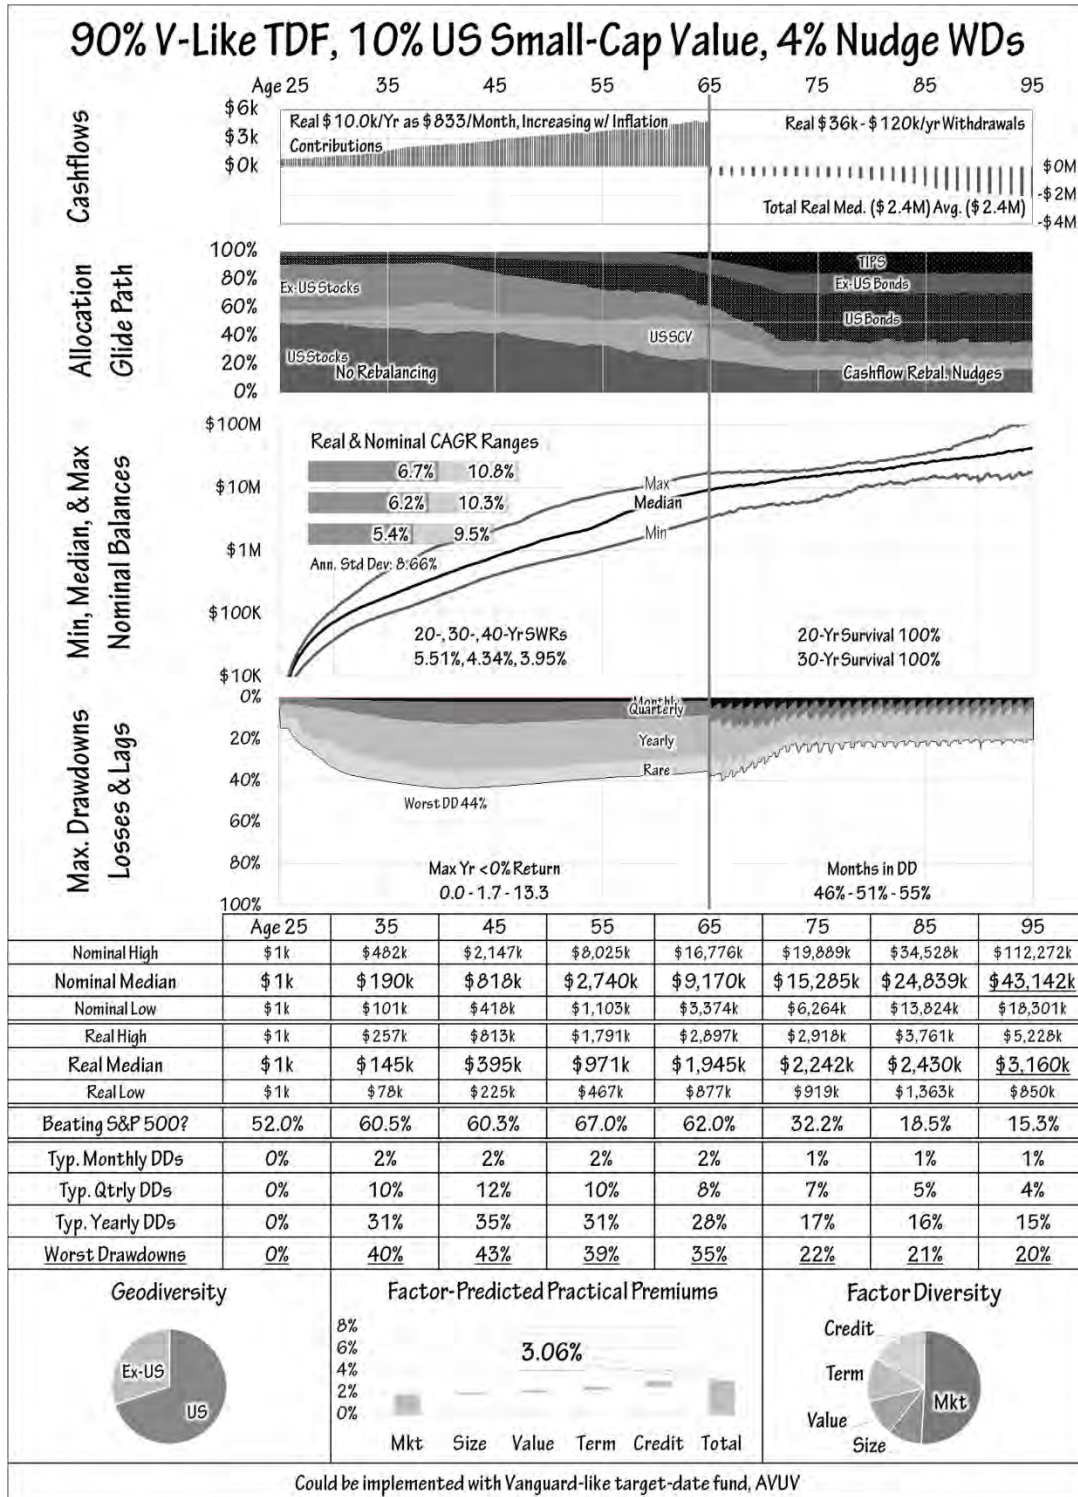 90% V-Like TDF, 10% US Small-Cap Value, 4% Nudge WDs
Age 25 35 45 55 65 75 85 95
Cashflows
$6k
$3k
$0k
Real $10.0k/Yr as $833/Month, Increasing w/ Inflation
Contributions
Real $36k - $120k/yr Withdrawals
Total Real Med. ($2.4M) Avg. ($2.4M)
$0M
-$2M
-$4M
Allocation
Glide Path
100%
80%
60%
40%
20%
0%
TIPS
Ex-US Bonds
Ex-US Stocks
US Bonds
US SCV
US Stocks
No Rebalancing
Cashflow Rebal. Nudges
Min, Median, & Max
Nominal Balances
$100M
$10M
$1M
$100K
$10K
Real & Nominal CAGR Ranges
6.7% 10.8%
6.2% 10.3%
5.4% 9.5%
Ann. Std Dev: 8.66%
Max
Median
Min
20-, 30-, 40-Yr SWRs
5.51%, 4.34%, 3.95%
20-Yr Survival 100%
30-Yr Survival 100%
Max. Drawdowns
Losses & Lags
0%
20%
40%
60%
80%
100%
Monthly
Quarterly
Yearly
Rare
Worst DD 44%
Max Yr <0% Return
0.0 - 1.7 - 13.3
Months in DD
46% - 51% - 55%
Age 25 35 45 55 65 75 85 95
Nominal High $1k $482k $2,147k $8,025k $16,776k $19,889k $34,528k $112,272k
Nominal Median $1k $190k $818k $2,740k $9,170k $15,285k $24,839k $43,142k
Nominal Low $1k $101k $418k $1,103k $3,374k $6,264k $13,824k $18,301k
Real High $1k $257k $813k $1,791k $2,897k $2,918k $3,761k $5,228k
Real Median $1k $145k $395k $971k $1,945k $2,242k $2,430k $3,160k
Real Low $1k $78k $225k $467k $877k $919k $1,363k $850k
Beating S&P 500? 52.0% 60.5% 60.3% 67.0% 62.0% 32.2% 18.5% 15.3%
Typ. Monthly DDs 0% 2% 2% 2% 2% 1% 1% 1%
Typ. Qtrly DDs 0% 10% 12% 10% 8% 7% 5% 4%
Typ. Yearly DDs 0% 31% 35% 31% 28% 17% 16% 15%
Worst Drawdowns 0% 40% 43% 39% 35% 22% 21% 20%
Geodiversity
Ex-US
US
Factor-Predicted Practical Premiums
8%
6%
4%
2%
0%
3.06%
Mkt Size Value Term Credit Total
Factor Diversity
Credit
Term
Value
Size
Mkt
Could be implemented with Vanguard-like target-date fund, AVUV